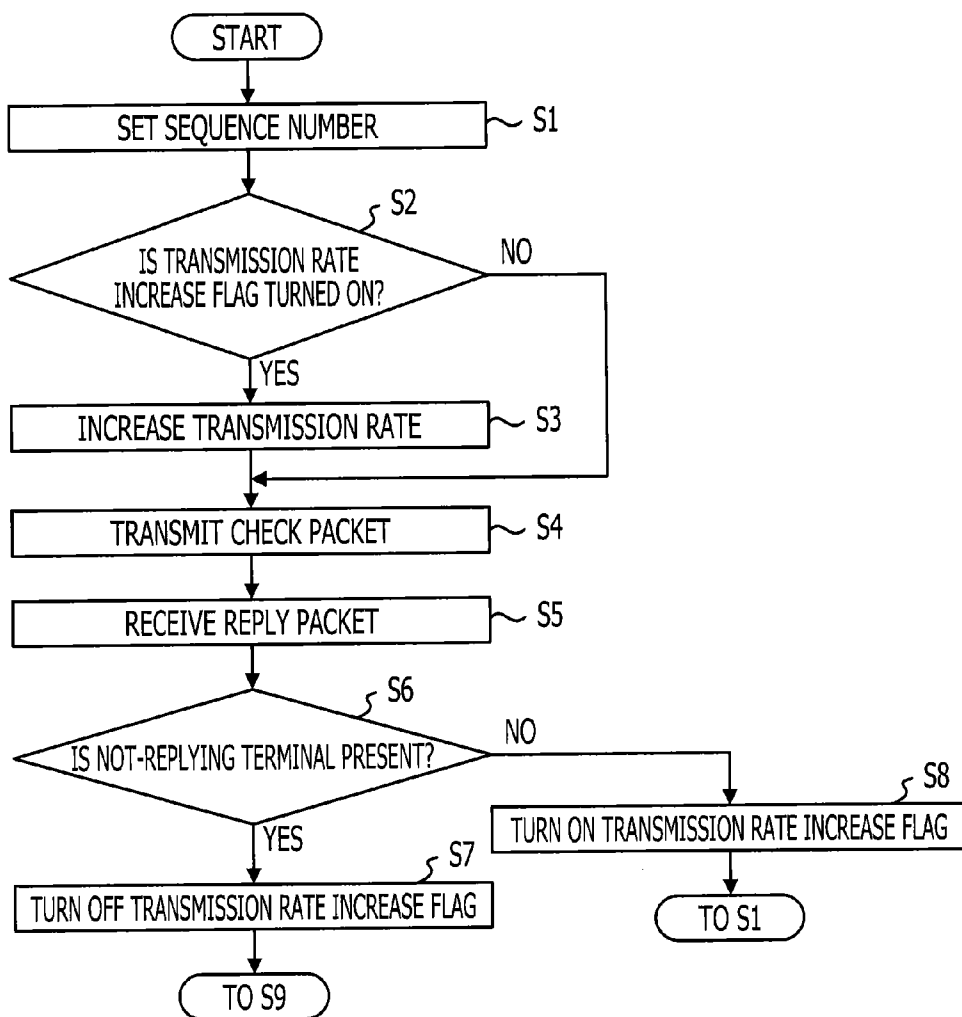 START
SET SEQUENCE NUMBER
S1
S2
IS TRANSMISSION RATE
INCREASE FLAG TURNED ON?
NO
YES
INCREASE TRANSMISSION RATE
S3
TRANSMIT CHECK PACKET
S4
RECEIVE REPLY PACKET
S5
S6
IS NOT-REPLYING TERMINAL PRESENT?
NO
YES
S8
TURN ON TRANSMISSION RATE INCREASE FLAG
S7
TURN OFF TRANSMISSION RATE INCREASE FLAG
TO S1
TO S9